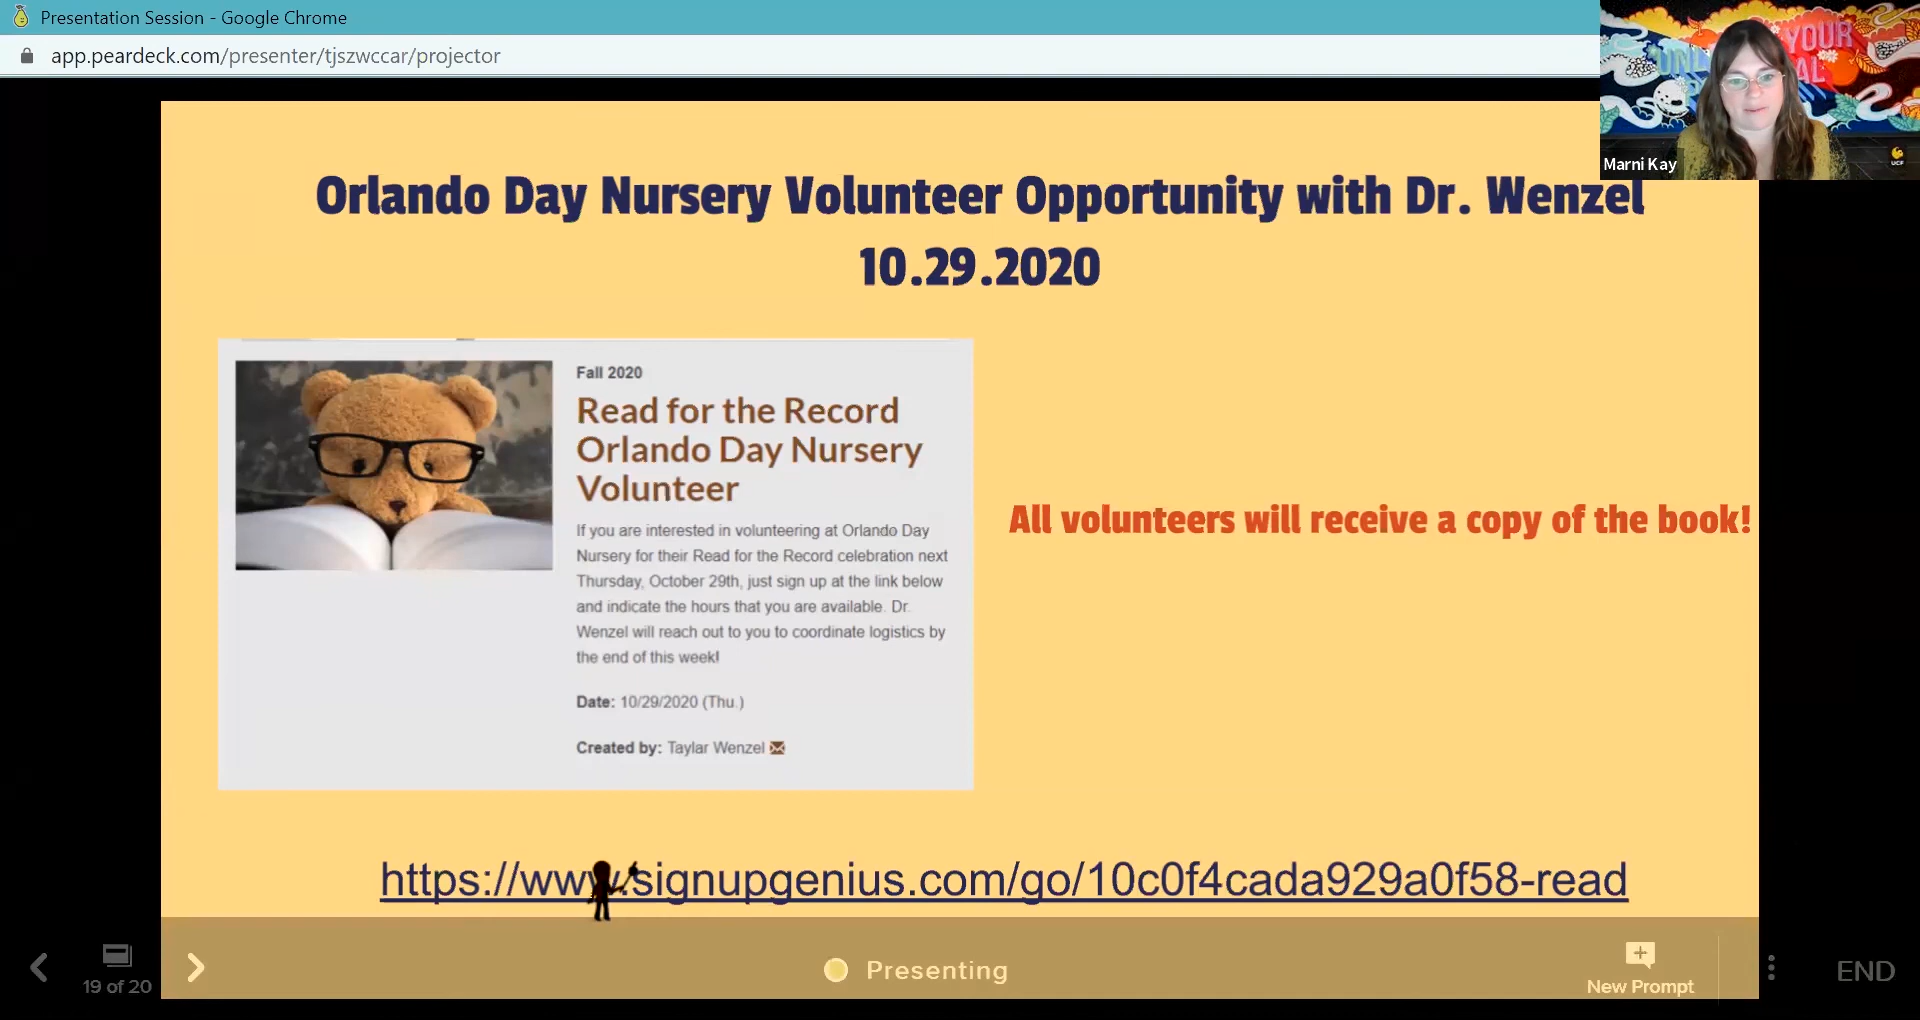 Presentation Session - Google Chrome
app.peardeck.com/presenter/tjszwccar/projector
YOUR
Marni Kay
UCF
Orlando Day Nursery Volunteer Opportunity with Dr. Wenzel
10.29.2020
Fall 2020
Read for the Record
Orlando Day Nursery
Volunteer
If you are interested in volunteering at Orlando Day
Nursery for their Read for the Record celebration next
Thursday, October 29th, just sign up at the link below
and indicate the hours that you are available. Dr.
Wenzel will reach out to you to coordinate logistics by
the end of this week!
Date: 10/29/2020 (Thu.)
Created by: Taylar Wenzel
All volunteers will receive a copy of the book!
https://www.signupgenius.com/go/10c0f4cada929a0f58-read
19 of 20
Presenting
New Prompt
END